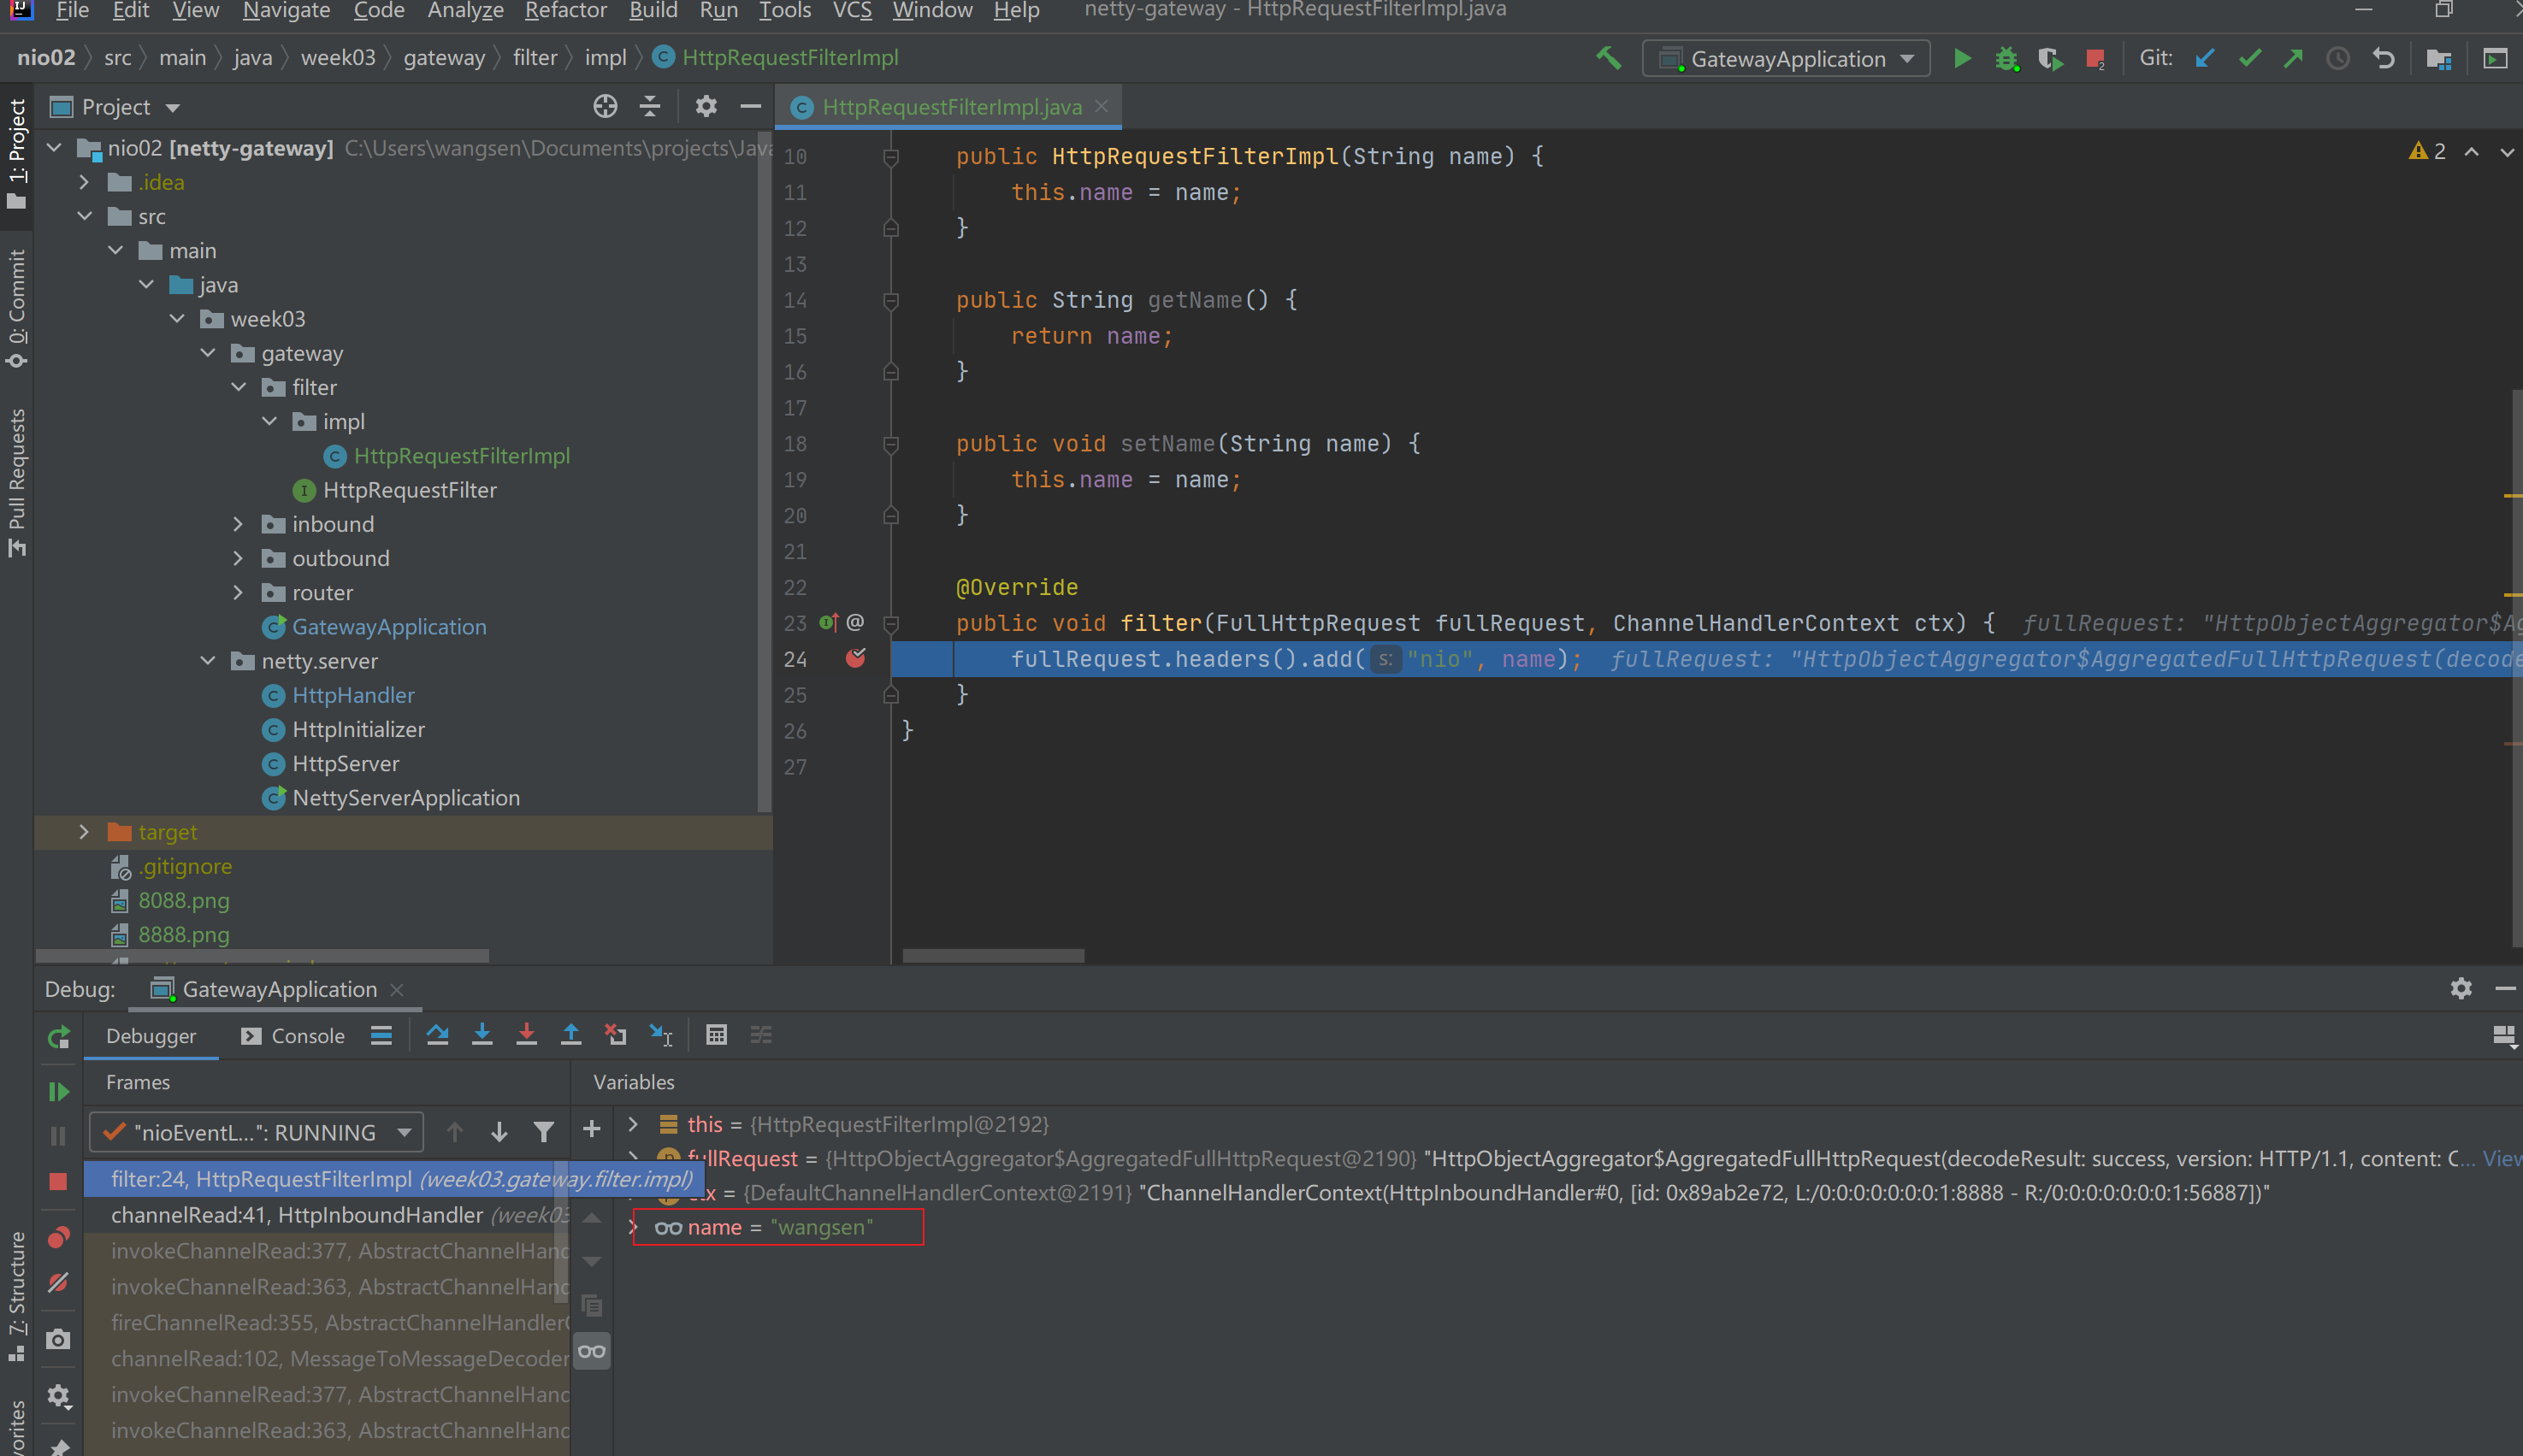 File Edit View Navigate Code Analyze Refactor Build Run Tools VCS Window Help netty-gateway - HttpRequestFilterImpl.java
nio02 src main java week03 gateway filter impl HttpRequestFilterImpl GatewayApplication Git:
Project
HttpRequestFilterImpl.java
1: Project
0: Commit
Pull Requests
7: Structure
nio02 [netty-gateway] C:\Users\wangsen\Documents\projects\Java
.idea
src
main
java
week03
gateway
filter
impl
HttpRequestFilterImpl
HttpRequestFilter
inbound
outbound
router
GatewayApplication
netty.server
HttpHandler
HttpInitializer
HttpServer
NettyServerApplication
target
.gitignore
8088.png
8888.png
2
10 public HttpRequestFilterImpl(String name) {
11 this.name = name;
12 }
13
14 public String getName() {
15 return name;
16 }
17
18 public void setName(String name) {
19 this.name = name;
20 }
21
22 @Override
23 public void filter(FullHttpRequest fullRequest, ChannelHandlerContext ctx) { fullRequest: "HttpObjectAggregator$Ag
24 fullRequest.headers().add( s: "nio", name); fullRequest: "HttpObjectAggregator$AggregatedFullHttpRequest(decode
25 }
26 }
27
Debug: GatewayApplication
Debugger Console
Frames
Variables
"nioEventL...": RUNNING
filter:24, HttpRequestFilterImpl (week03.gateway.filter.impl)
channelRead:41, HttpInboundHandler (week03
invokeChannelRead:377, AbstractChannelHand
invokeChannelRead:363, AbstractChannelHand
fireChannelRead:355, AbstractChannelHandler
channelRead:102, MessageToMessageDecoder
invokeChannelRead:377, AbstractChannelHand
invokeChannelRead:363, AbstractChannelHand
this = {HttpRequestFilterImpl@2192}
fullRequest = {HttpObjectAggregator$AggregatedFullHttpRequest@2190} "HttpObjectAggregator$AggregatedFullHttpRequest(decodeResult: success, version: HTTP/1.1, content: C... View
ctx = {DefaultChannelHandlerContext@2191} "ChannelHandlerContext(HttpInboundHandler#0, [id: 0x89ab2e72, L:/0:0:0:0:0:0:0:1:8888 - R:/0:0:0:0:0:0:0:1:56887])"
name = "wangsen"